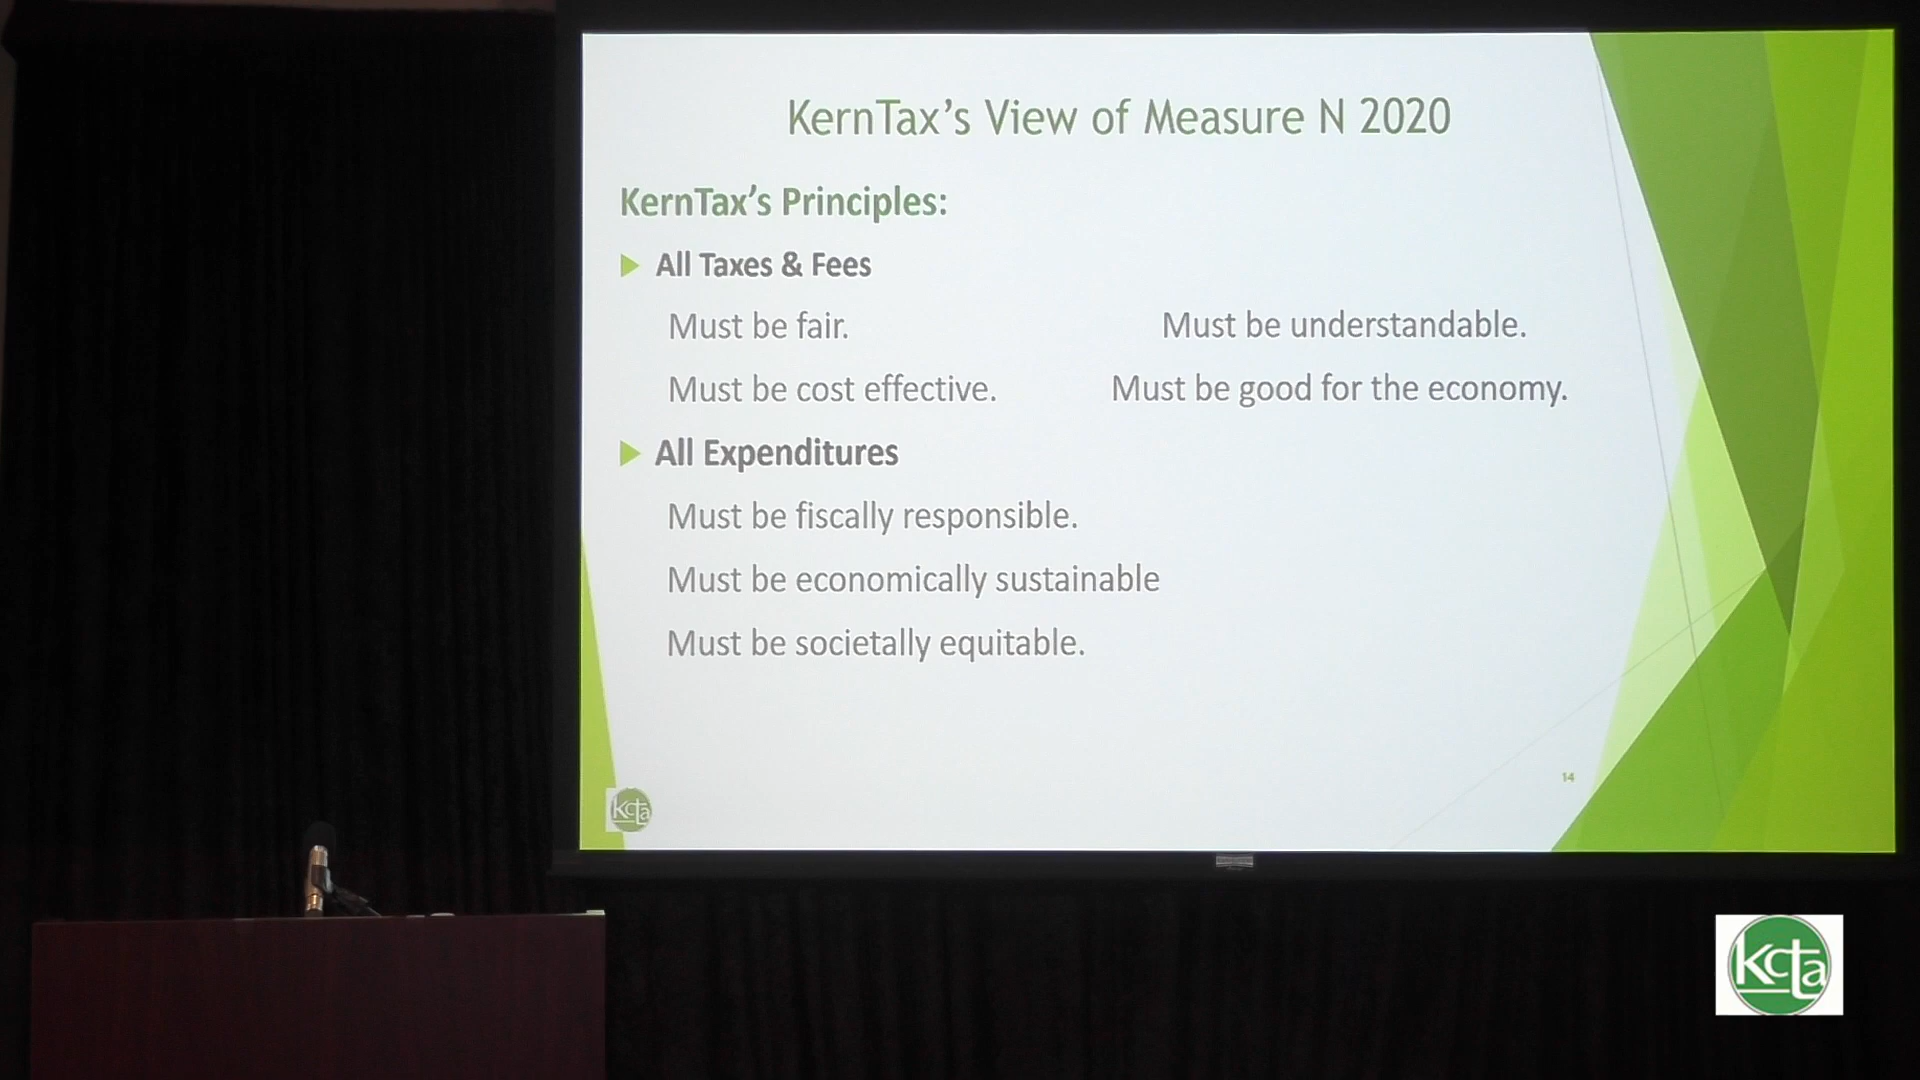 KernTax’s View of Measure N 2020
KernTax’s Principles:
All Taxes & Fees
Must be fair. Must be understandable.
Must be cost effective. Must be good for the economy.
All Expenditures
Must be fiscally responsible.
Must be economically sustainable
Must be societally equitable.
14
kcta
kcta